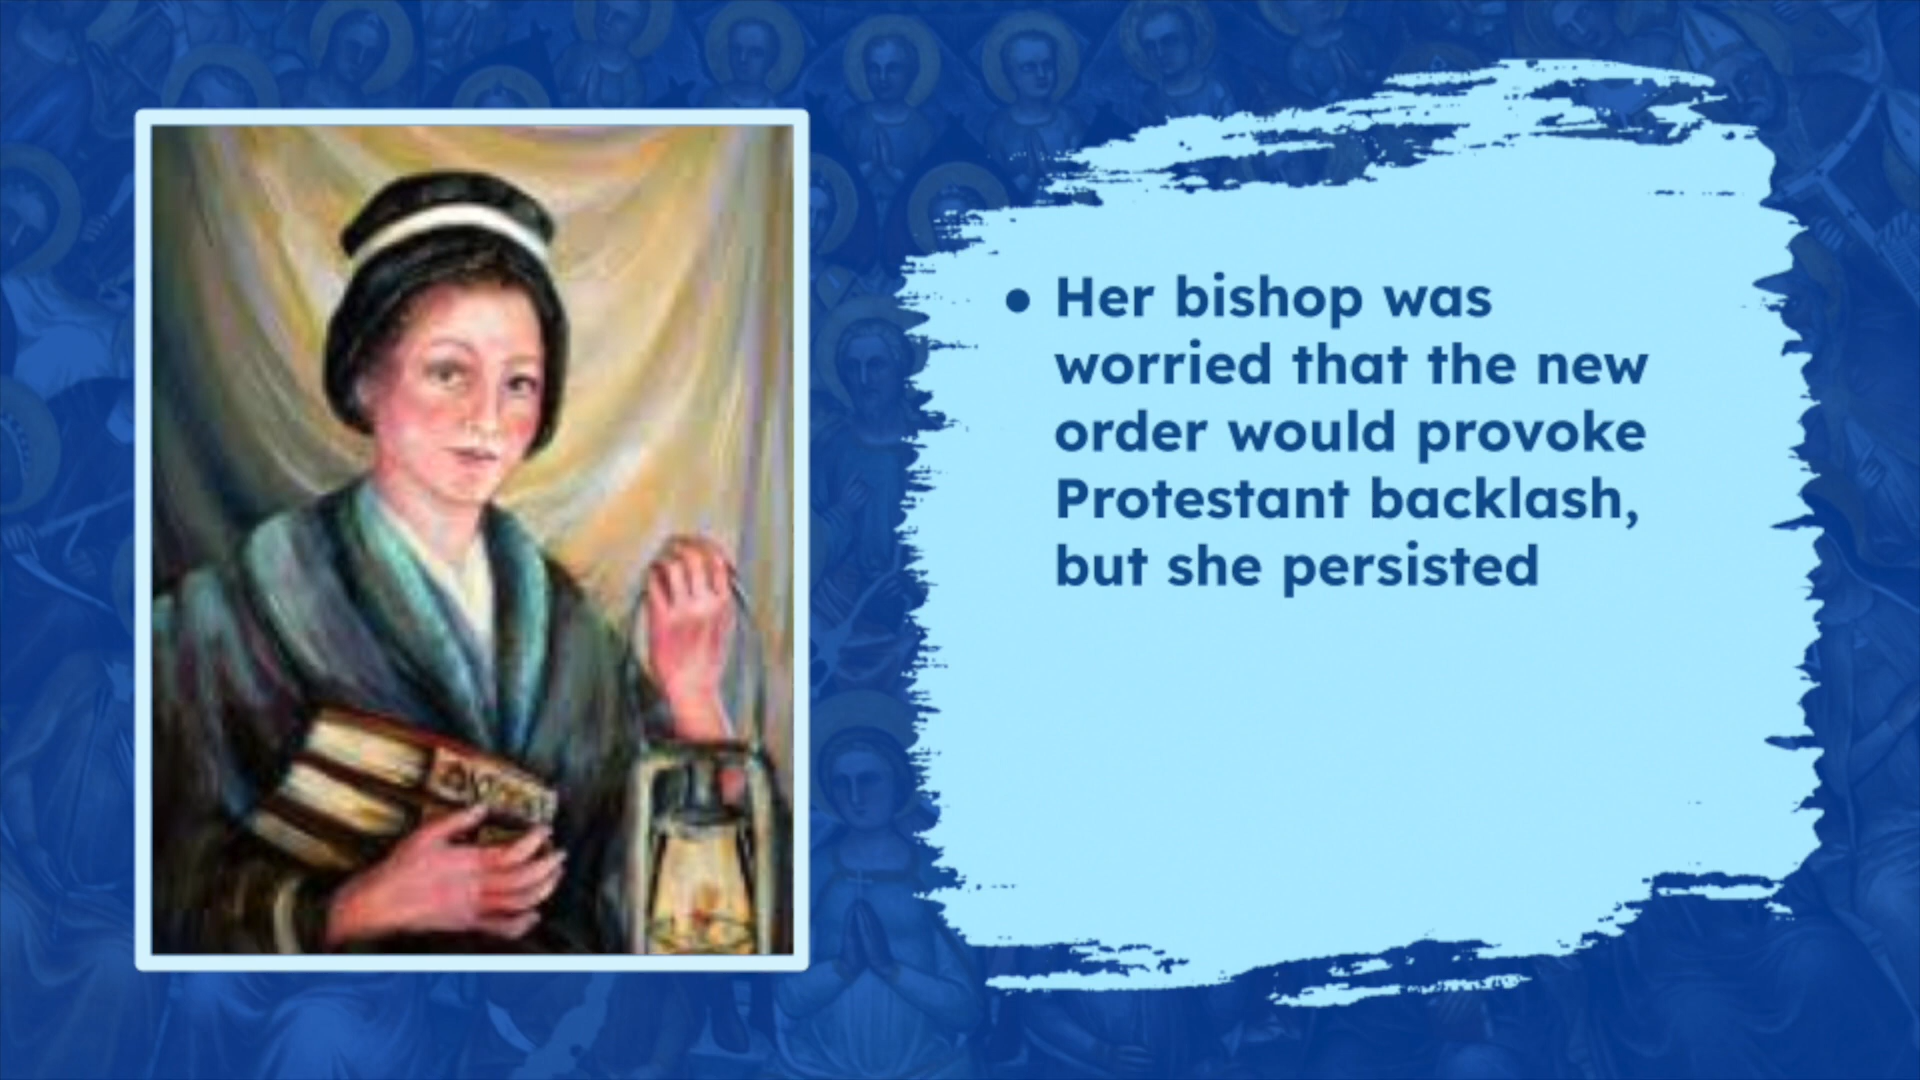 • Her bishop was
worried that the new
order would provoke
Protestant backlash,
but she persisted